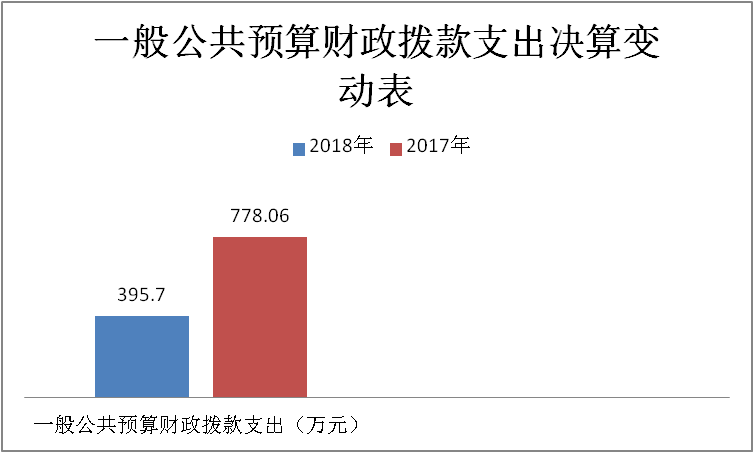 一般公共预算财政拨款支出决算变
动表
2018年 2017年
778.06
395.7
一般公共预算财政拨款支出（万元）